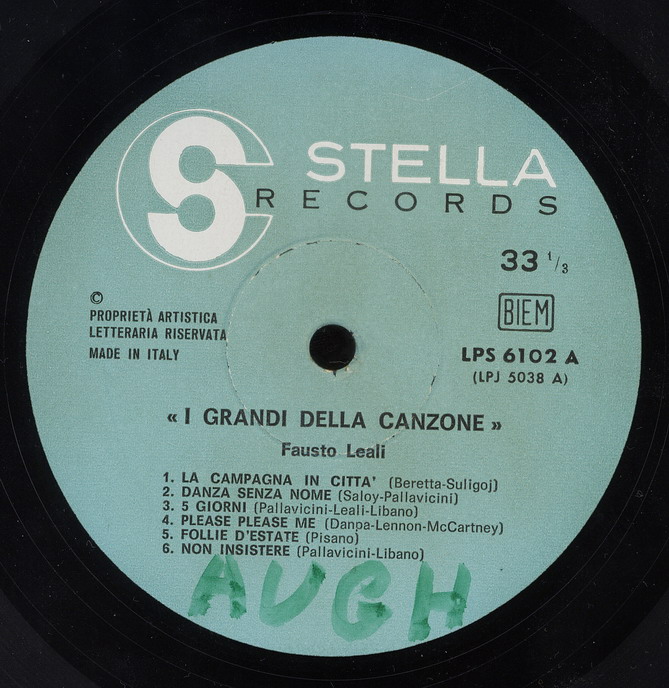 S STELLA
RECORDS
33 1/3
©
PROPRIETÀ ARTISTICA
LETTERARIA RISERVATA
MADE IN ITALY
BIEM
LPS 6102 A
(LPJ 5038 A)
« I GRANDI DELLA CANZONE »
Fausto Leali
1. LA CAMPAGNA IN CITTA' (Beretta-Suligoj)
2. DANZA SENZA NOME (Saloy-Pallavicini)
3. 5 GIORNI (Pallavicini-Leali-Libano)
4. PLEASE PLEASE ME (Danpa-Lennon-McCartney)
5. FOLLIE D'ESTATE (Pisano)
6. NON INSISTERE (Pallavicini-Libano)
AUGH